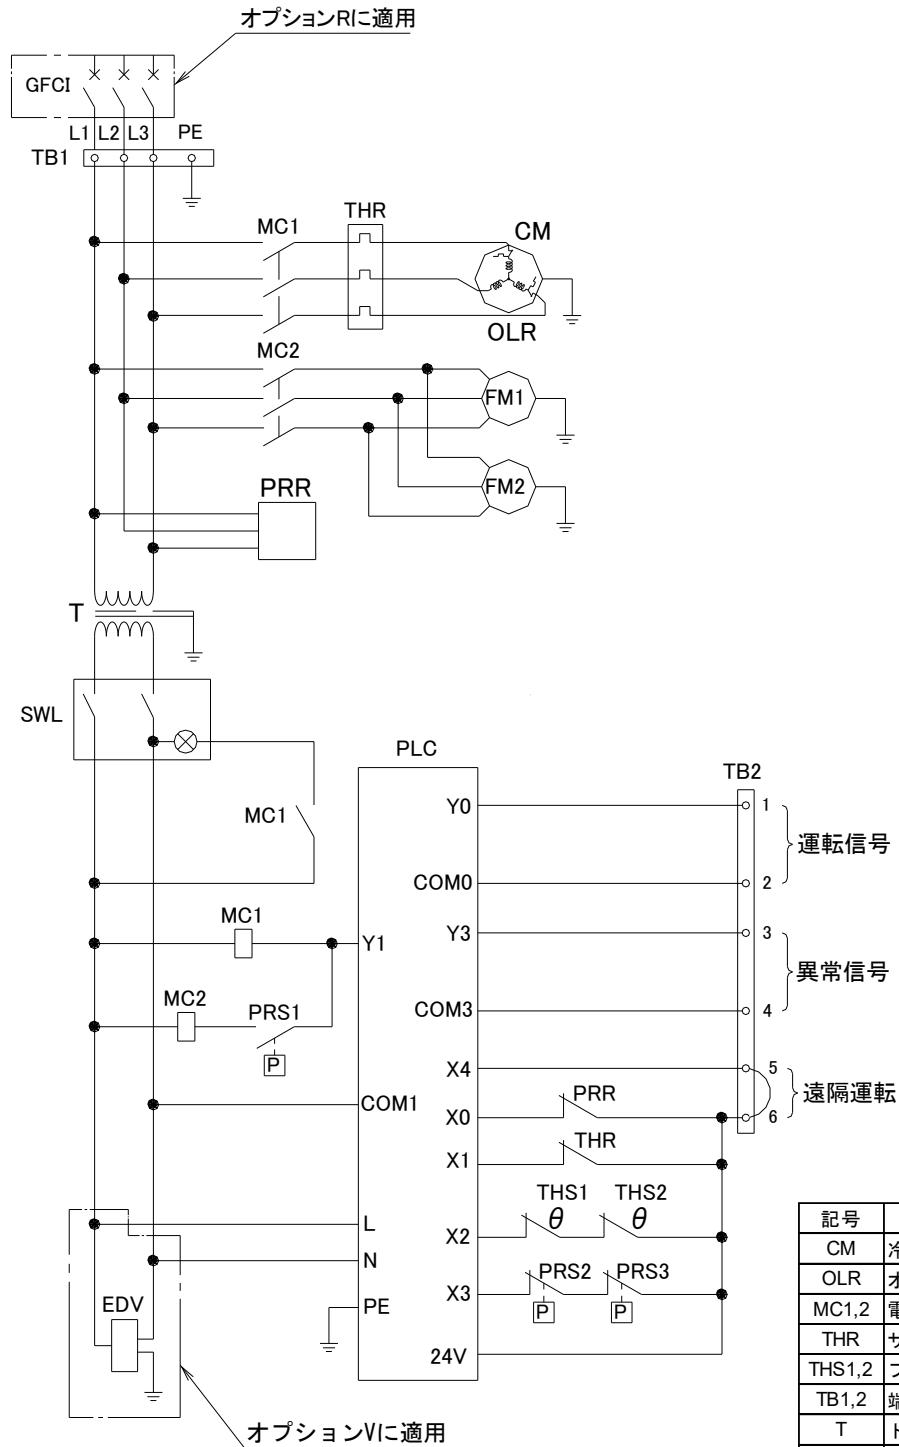 オプションRに適用
GFCI
L1 L2 L3 PE
TB1
THR
MC1
CM
OLR
MC2
FM1
PRR
FM2
T
SWL
PLC
TB2
MC1
Y0
1
運転信号
COM0
2
MC1
Y1
Y3
3
異常信号
MC2
PRS1
P
COM3
4
X4
5
遠隔運転
COM1
X0
PRR
6
X1
THR
THS1
THS2
θ
θ
L
X2
N
PRS2
PRS3
X3
P
P
EDV
PE
24V
オプションVに適用
記号
CM
OLR
MC1,2 電
THR
THS1,2
TB1,2 端
T